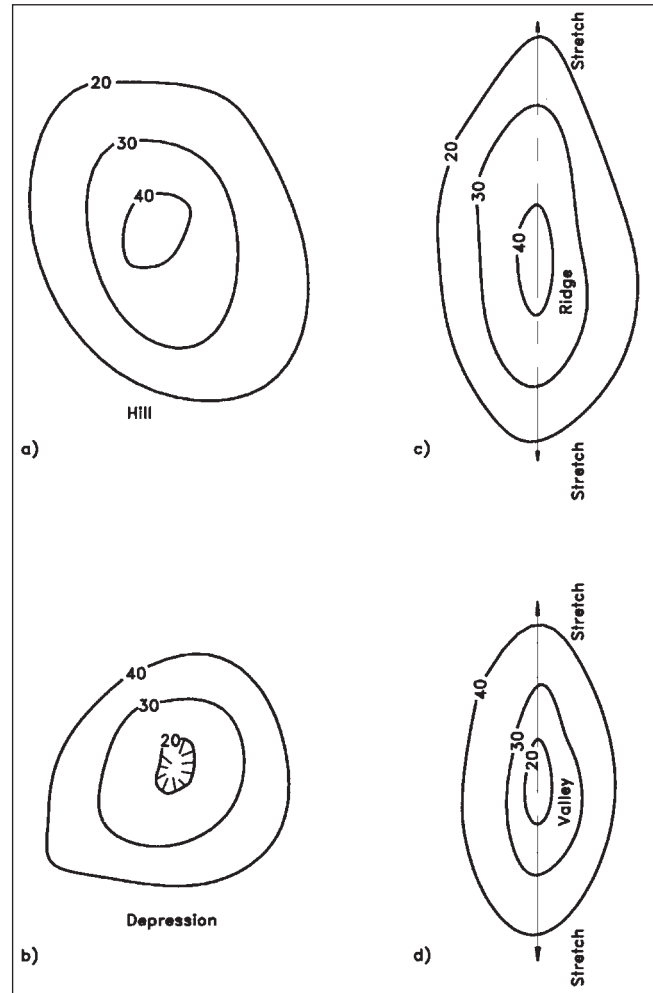 20
30
40
Hill
a)
Stretch
20
30
40
Ridge
c)
Stretch
40
30
20
Depression
b)
Stretch
40
30
20
Valley
d)
Stretch